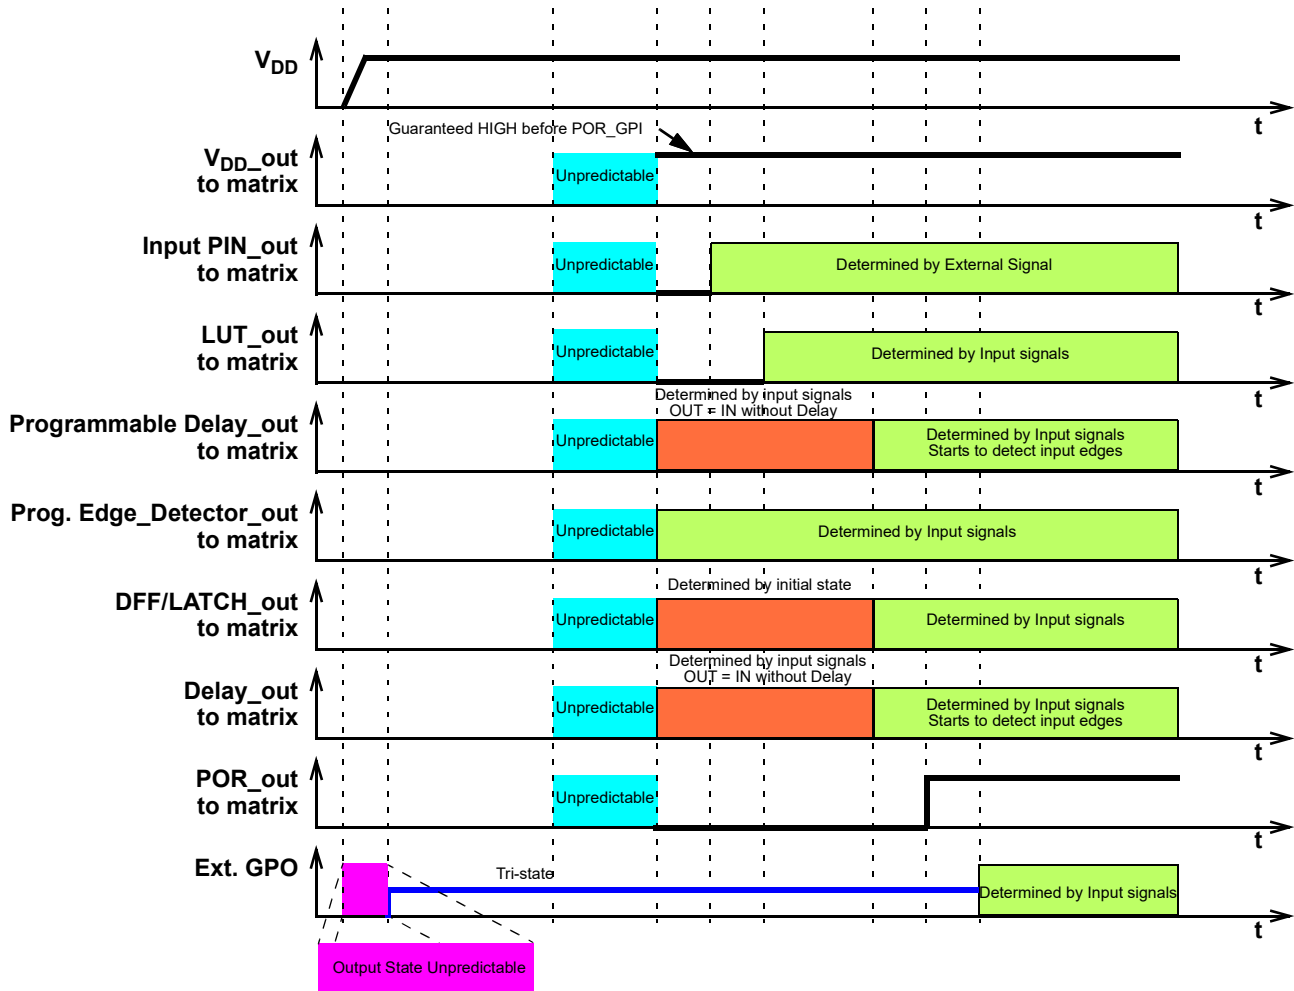 VDD
t
Guaranteed HIGH before POR_GPI
VDD_out
to matrix
Unpredictable
t
Input PIN_out
to matrix
Unpredictable
Determined by External Signal
t
LUT_out
to matrix
Unpredictable
Determined by Input signals
t
Determined by input signals
OUT = IN without Delay
Programmable Delay_out
to matrix
Unpredictable
Determined by Input signals
Starts to detect input edges
t
Prog. Edge_Detector_out
to matrix
Unpredictable
Determined by Input signals
t
Determined by initial state
DFF/LATCH_out
to matrix
Unpredictable
Determined by Input signals
t
Determined by input signals
OUT = IN without Delay
Delay_out
to matrix
Unpredictable
Determined by Input signals
Starts to detect input edges
t
POR_out
to matrix
Unpredictable
t
Ext. GPO
Tri-state
Determined by Input signals
t
Output State Unpredictable